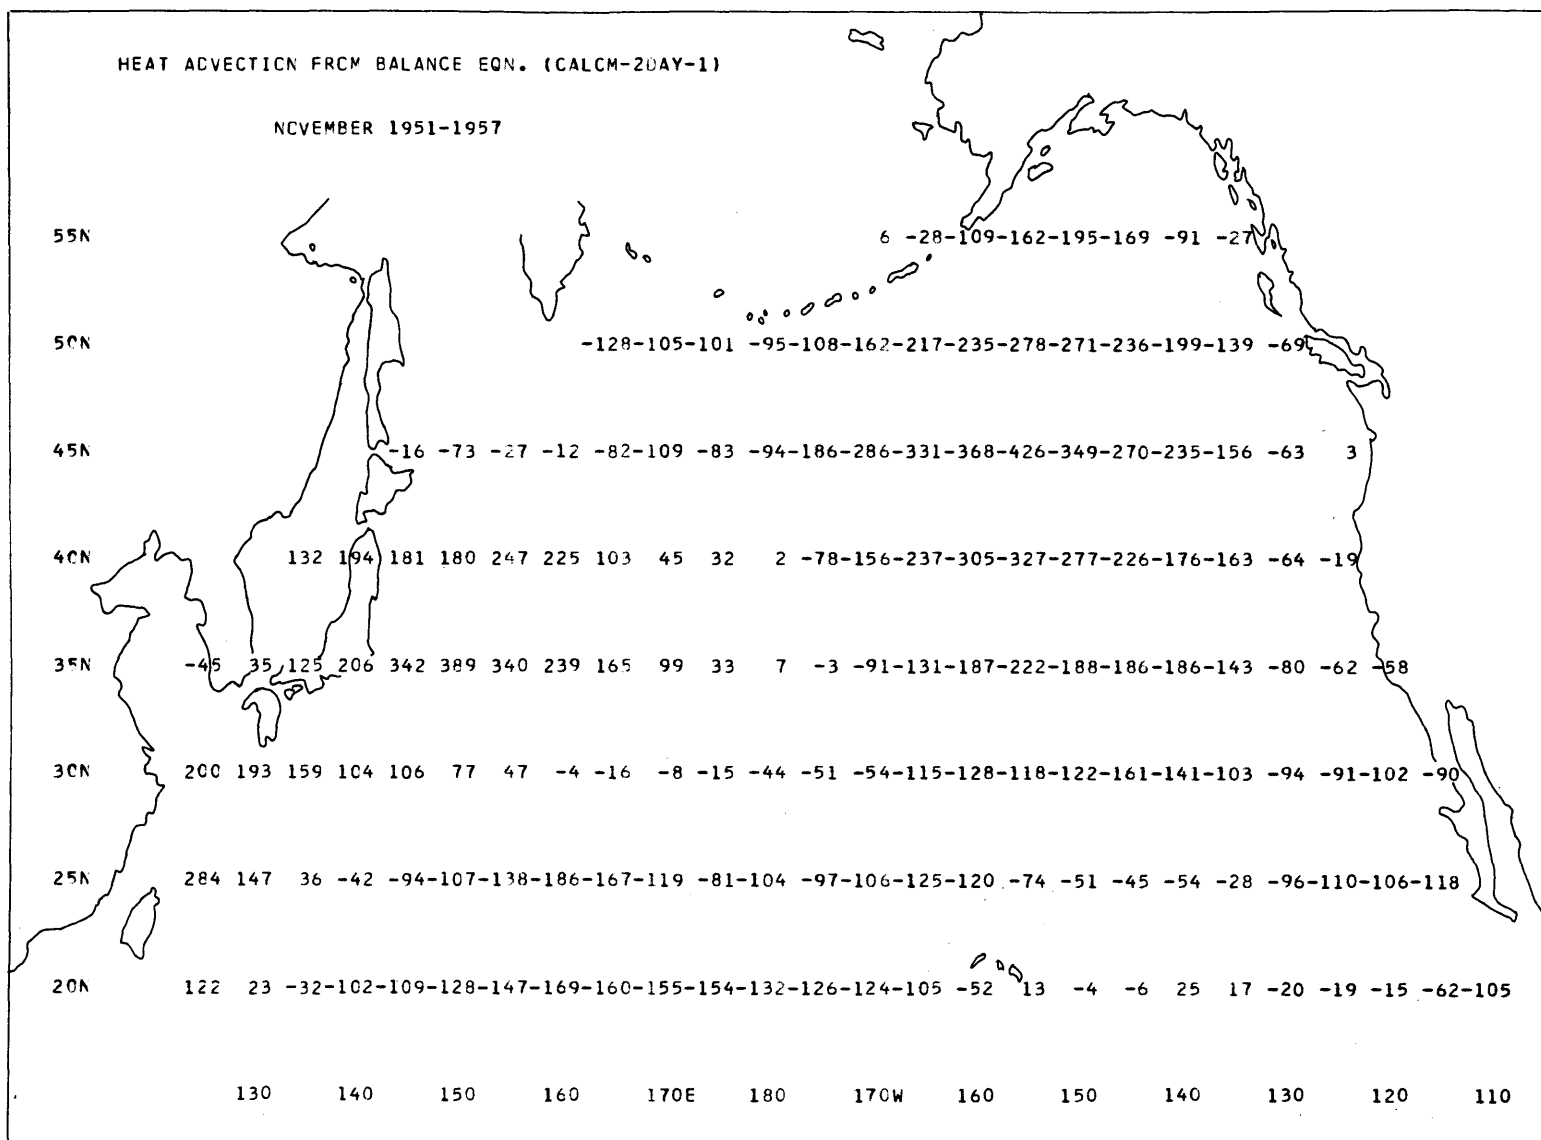 HEAT ADVECTICN FRCM BALANCE EQN. (CALCM-2DAY-1)
NCVEMBER 1951-1957
55N 6 -28-109-162-195-169 -91 -27
50N -128-105-101 -95-108-162-217-235-278-271-236-199-139 -69
45N -16 -73 -27 -12 -82-109 -83 -94-186-286-331-368-426-349-270-235-156 -63 3
40N 132 194 181 180 247 225 103 45 32 2 -78-156-237-305-327-277-226-176-163 -64 -19
35N -45 35 125 206 342 389 340 239 165 99 33 7 -3 -91-131-187-222-188-186-186-143 -80 -62 -58
30N 200 193 159 104 106 77 47 -4 -16 -8 -15 -44 -51 -54-115-128-118-122-161-141-103 -94 -91-102 -90
25N 284 147 36 -42 -94-107-138-186-167-119 -81-104 -97-106-125-120 -74 -51 -45 -54 -28 -96-110-106-118
20N 122 23 -32-102-109-128-147-169-160-155-154-132-126-124-105 -52 13 -4 -6 25 17 -20 -19 -15 -62-105
130 140 150 160 170E 180 170W 160 150 140 130 120 110